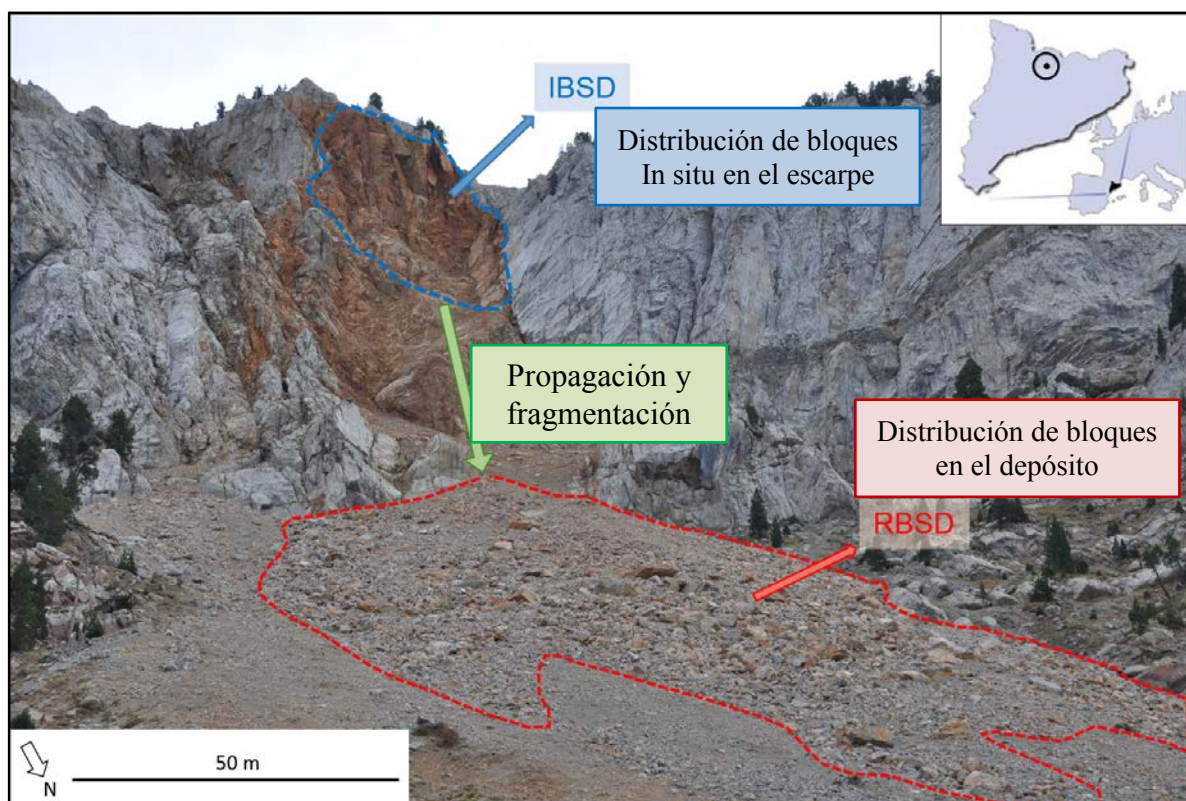 IBSD
Distribución de bloques
In situ en el escarpe
Propagación y
fragmentación
Distribución de bloques
en el depósito
RBSD
N
50 m